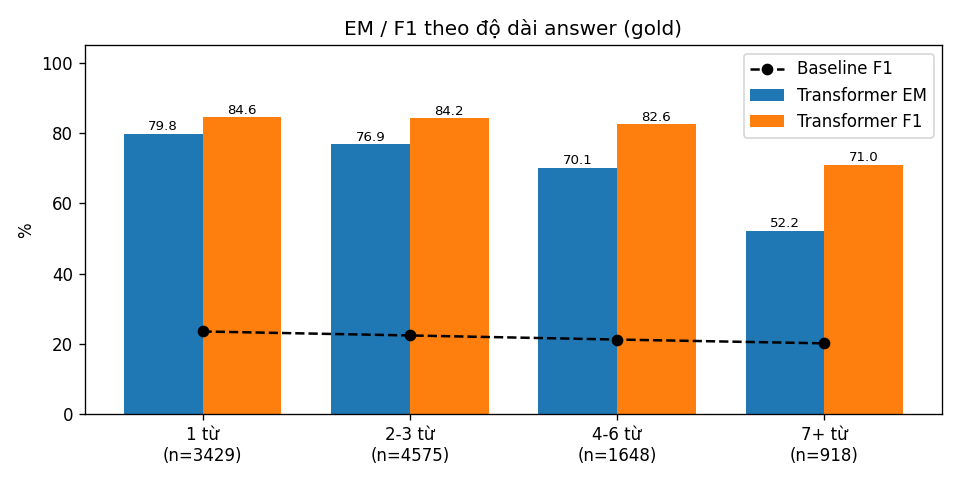 EM / F1 theo độ dài answer (gold)
Baseline F1
Transformer EM
Transformer F1
%
100
80
60
40
20
0
79.8
84.6
76.9
84.2
70.1
82.6
52.2
71.0
1 từ
(n=3429)
2-3 từ
(n=4575)
4-6 từ
(n=1648)
7+ từ
(n=918)